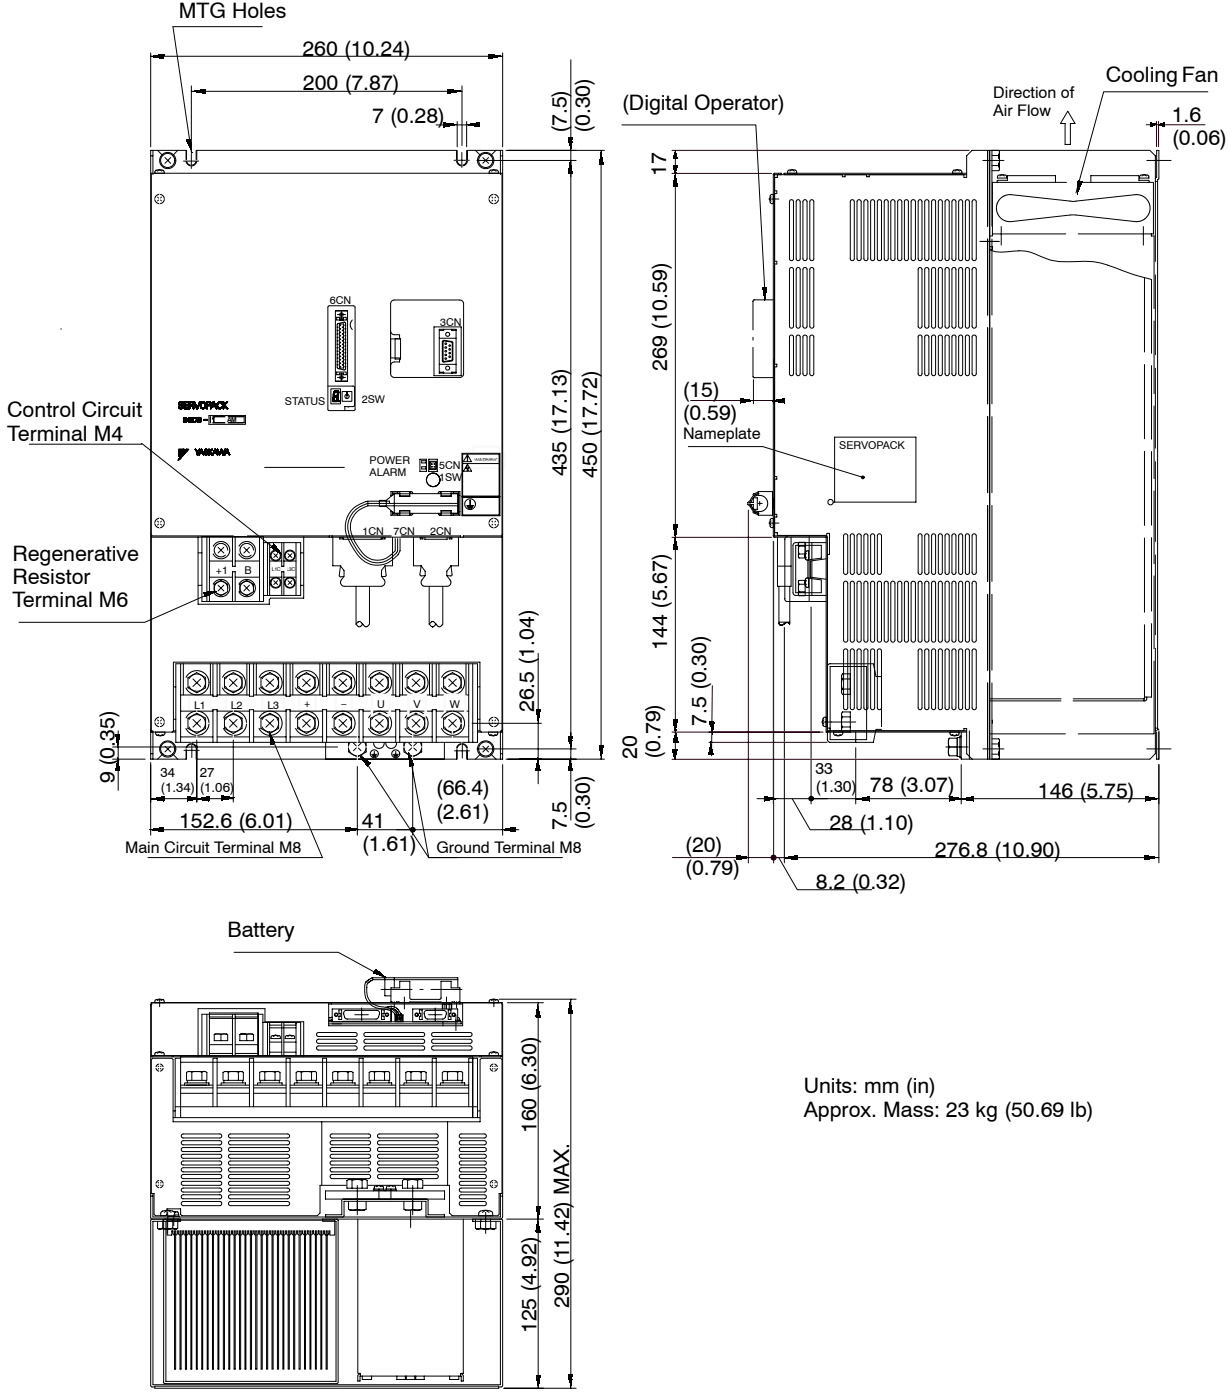 MTG Holes
260 (10.24)
200 (7.87)
7 (0.28)
(7.5)
(0.30)
(Digital Operator)
Direction of
Air Flow
Cooling Fan
1.6
(0.06)
17
269 (10.59)
6CN
3CN
STATUS
2SW
SERVOPACK
YASKAWA
Control Circuit
Terminal M4
POWER
ALARM
5CN
1SW
435 (17.13)
450 (17.72)
(15)
(0.59)
Nameplate
SERVOPACK
1CN
7CN
2CN
Regenerative
Resistor
Terminal M6
+1
B
144 (5.67)
26.5 (1.04)
7.5 (0.30)
L1
L2
L3
+
−
U
V
W
9 (0.35)
20
(0.79)
34
(1.34)
27
(1.06)
(66.4)
(2.61)
7.5
(0.30)
152.6 (6.01)
41
(1.61)
Main Circuit Terminal M8
Ground Terminal M8
33
(1.30)
78 (3.07)
146 (5.75)
28 (1.10)
(20)
(0.79)
276.8 (10.90)
8.2 (0.32)
Battery
160 (6.30)
125 (4.92)
290 (11.42) MAX.
Units: mm (in)
Approx. Mass: 23 kg (50.69 lb)